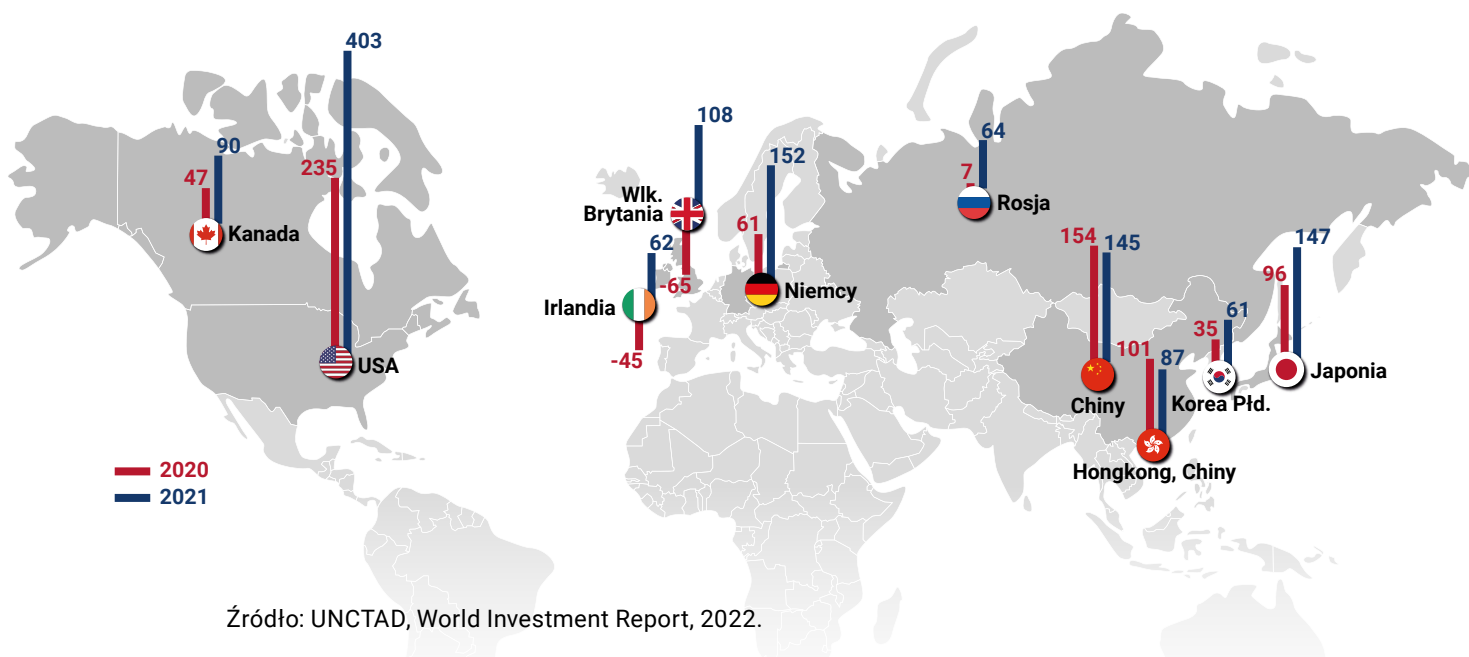 403
90
47
235
Kanada
USA
108
152
Wlk.
Brytania
61
62
-65
Niemcy
Irlandia
-45
64
7
Rosja
154
145
147
96
61
35
101
87
Japonia
Chiny
Korea Płd.
Hongkong, Chiny
2020
2021
Źródło: UNCTAD, World Investment Report, 2022.